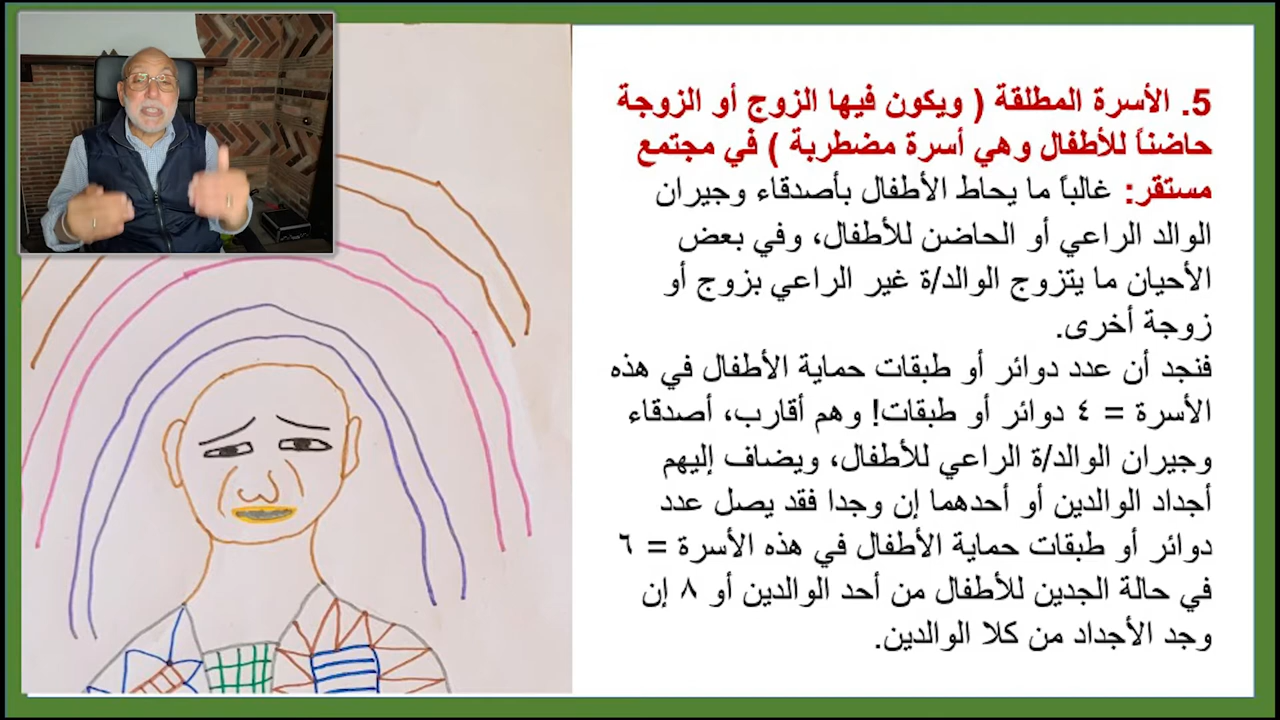 5. الأسرة المطلقة ( ويكون فيها الزوج أو الزوجة
حاضناً للأطفال وهي أسرة مضطربة ) في مجتمع
مستقر: غالباً ما يحاط الأطفال بأصدقاء وجيران
الوالد الراعي أو الحاضن للأطفال، وفي بعض
الأحيان ما يتزوج الوالد/ة غير الراعي بزوج أو
زوجة أخرى.
فنجد أن عدد دوائر أو طبقات حماية الأطفال في هذه
الأسرة = ٤ دوائر أو طبقات! وهم أقارب، أصدقاء
وجيران الوالد/ة الراعي للأطفال، ويضاف إليهم
أجداد الوالدين أو أحدهما إن وجدا فقد يصل عدد
دوائر أو طبقات حماية الأطفال في هذه الأسرة = ٦
في حالة الجدين للأطفال من أحد الوالدين أو ٨ إن
وجد الأجداد من كلا الوالدين.